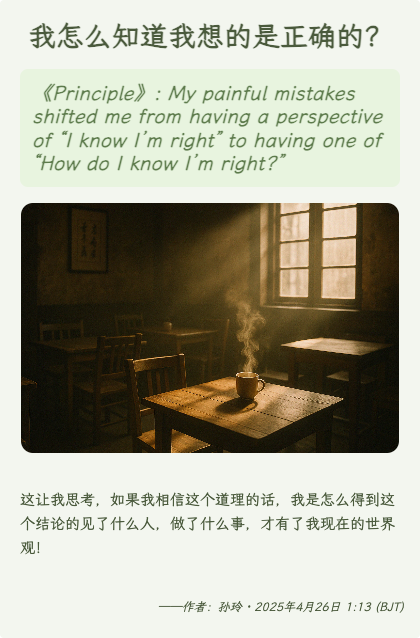 我怎么知道我想的是正确的？
《Principle》: My painful mistakes
shifted me from having a perspective
of “I know I’m right” to having one of
“How do I know I’m right?”
这让我思考，如果我相信这个道理的话，我是怎么得到这
个结论的见了什么人，做了什么事，才有了我现在的世界
观！
——作者：孙玲・2025年4月26日 1:13 (BJT)